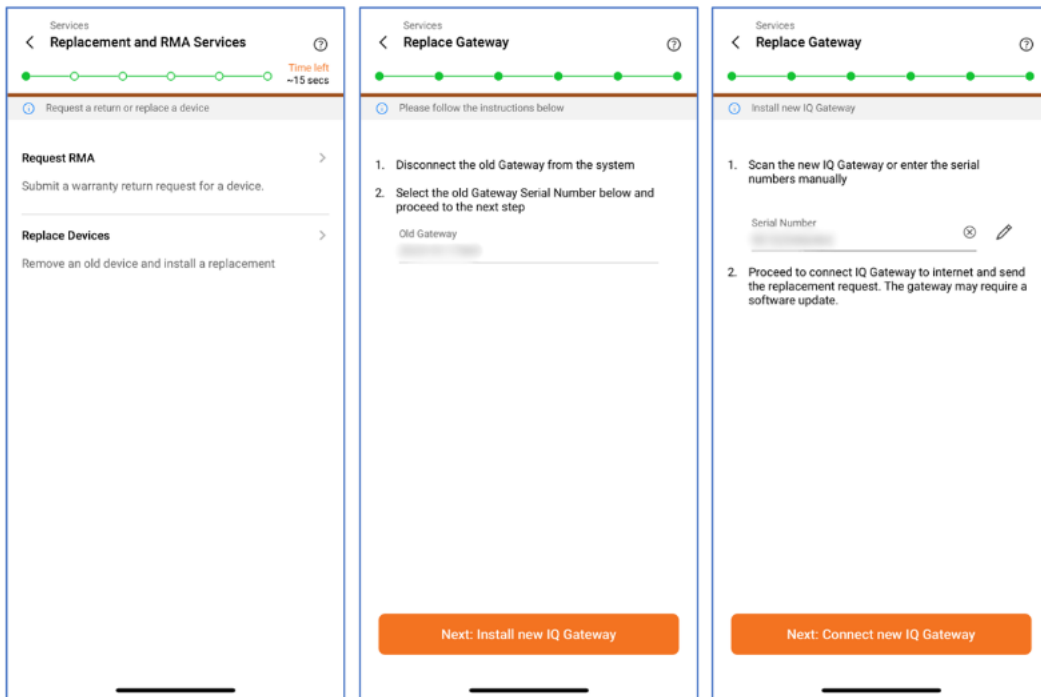 Services
Replacement and RMA Services
Time left
~15 secs
Request a return or replace a device
Request RMA
Submit a warranty return request for a device.
Replace Devices
Remove an old device and install a replacement
Services
Replace Gateway
Please follow the instructions below
1. Disconnect the old Gateway from the system
2. Select the old Gateway Serial Number below and
proceed to the next step
Old Gateway
Next: Install new IQ Gateway
Services
Replace Gateway
Install new IQ Gateway
1. Scan the new IQ Gateway or enter the serial
numbers manually
Serial Number
2. Proceed to connect IQ Gateway to internet and send
the replacement request. The gateway may require a
software update.
Next: Connect new IQ Gateway